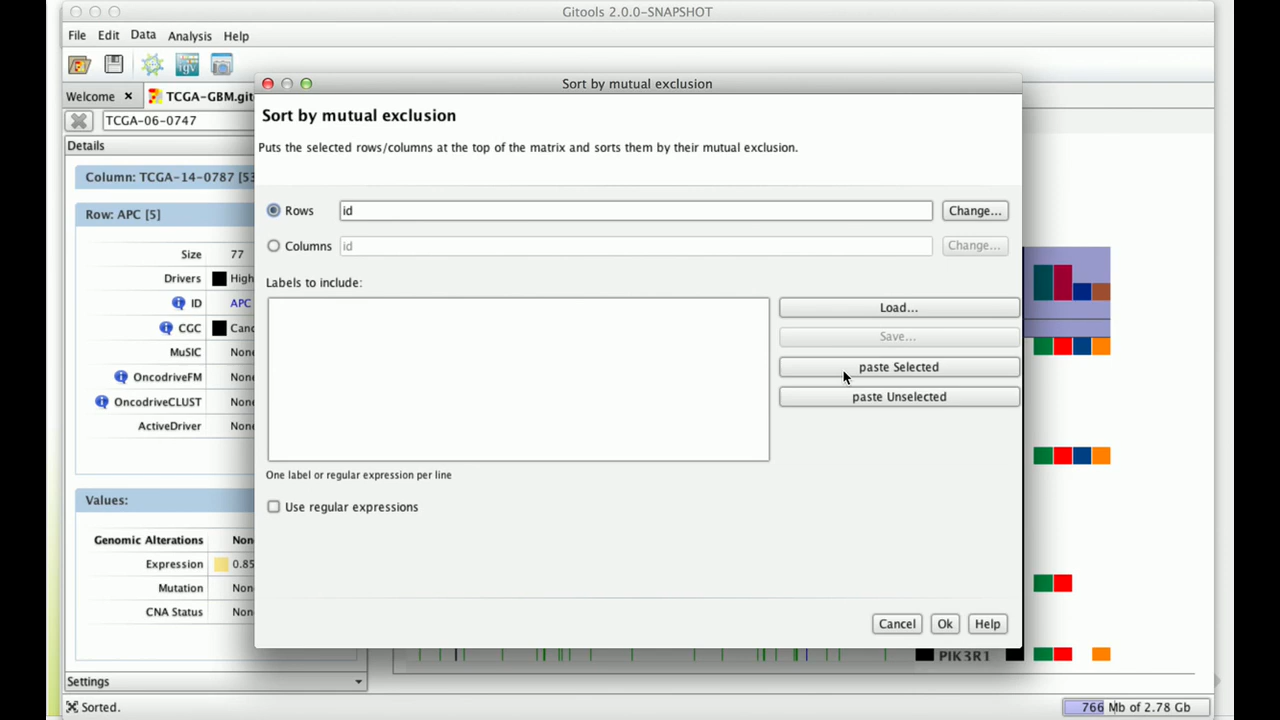 Gitools 2.0.0-SNAPSHOT
File Edit Data Analysis Help
igv
Welcome × TCGA-GBM.git
TCGA-06-0747
Details
Column: TCGA-14-0787 [53
Row: APC [5]
Size 77
Drivers High
ID APC
CGC Canc
MuSIC None
OncodriveFM None
OncodriveCLUST None
ActiveDriver None
Values:
Genomic Alterations None
Expression 0.85
Mutation None
CNA Status None
Settings
Sorted.
Sort by mutual exclusion
Sort by mutual exclusion
Puts the selected rows/columns at the top of the matrix and sorts them by their mutual exclusion.
Rows id Change...
Columns id Change...
Labels to include:
Load...
Save...
paste Selected
paste Unselected
One label or regular expression per line
Use regular expressions
Cancel Ok Help
PIK3R1
766 Mb of 2.78 Gb